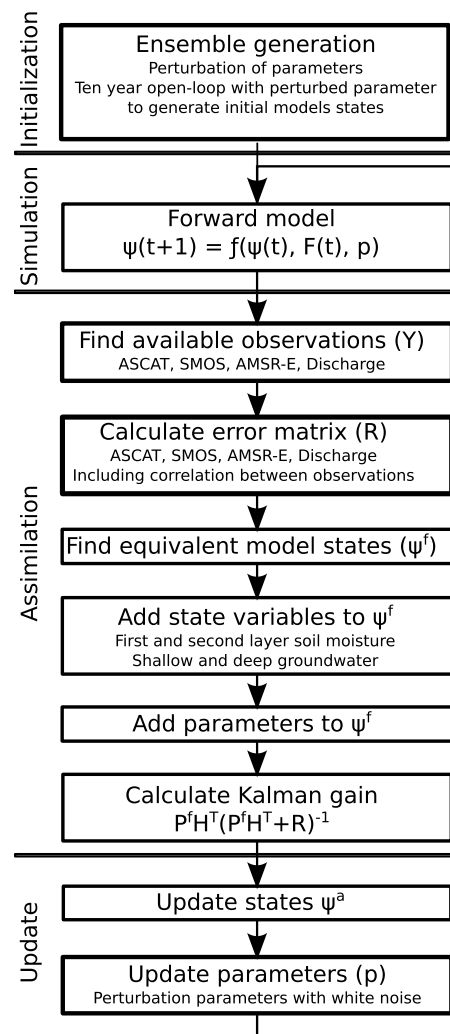 Initialization
Ensemble generation
Perturbation of parameters
Ten year open-loop with perturbed parameter
to generate initial models states
Simulation
Forward model
ψ(t+1) = ƒ(ψ(t), F(t), p)
Assimilation
Find available observations (Y)
ASCAT, SMOS, AMSR-E, Discharge
Calculate error matrix (R)
ASCAT, SMOS, AMSR-E, Discharge
Including correlation between observations
Find equivalent model states (ψᶠ)
Add state variables to ψᶠ
First and second layer soil moisture
Shallow and deep groundwater
Add parameters to ψᶠ
Calculate Kalman gain
PᶠHᵀ(PᶠHᵀ+R)⁻¹
Update
Update states ψᵃ
Update parameters (p)
Perturbation parameters with white noise